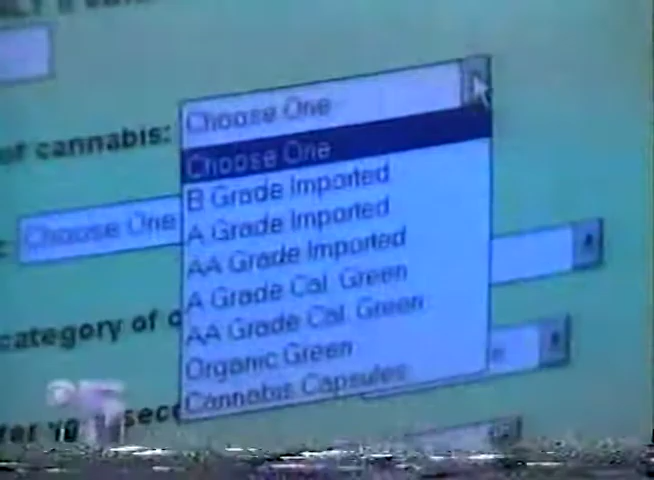 Choose One
of cannabis:
Choose One
B Grade Imported
A Grade Imported
Choose One
AA Grade Imported
A Grade Cal. Green
category of
AA Grade Cal. Green
Organic Green
Cannabis Capsules